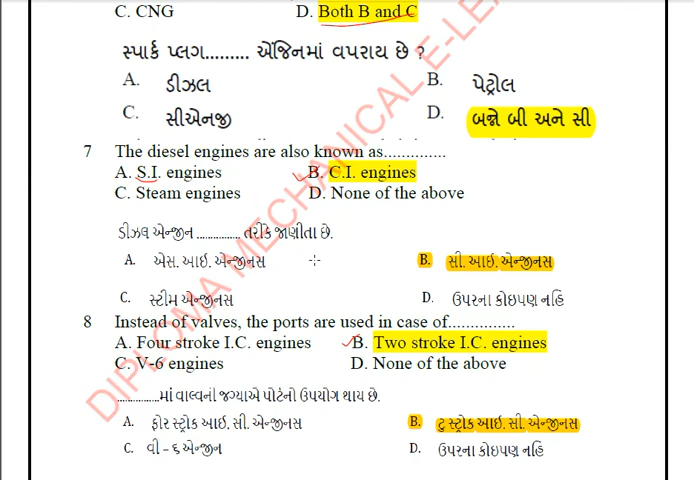 C. CNG D. Both B and C
સ્પાર્ક પ્લગ......... એંજિનમાં વપરાય છે ?
A. ડીઝલ B. પેટ્રોલ
C. સીએનજી D. બન્ને બી અને સી
7 The diesel engines are also known as..............
A. S.I. engines B. C.I. engines
C. Steam engines D. None of the above
ડીઝલ એન્જીન ................ તરીકે જાણીતા છે.
A. એસ. આઈ. એન્જીનસ B. સી. આઈ. એન્જીનસ
C. સ્ટીમ એન્જીનસ D. ઉપરના કોઇપણ નહિ
8 Instead of valves, the ports are used in case of...............
A. Four stroke I.C. engines B. Two stroke I.C. engines
C. V-6 engines D. None of the above
...............માં વાલ્વની જગ્યાએ પોર્ટનો ઉપયોગ થાય છે.
A. ફોર સ્ટ્રોક આઈ. સી. એન્જીનસ B. ટુ સ્ટ્રોક આઈ. સી. એન્જીનસ
C. વી – ૬ એન્જીન D. ઉપરના કોઇપણ નહિ
DIPLOMA MECHANICAL E-LEA